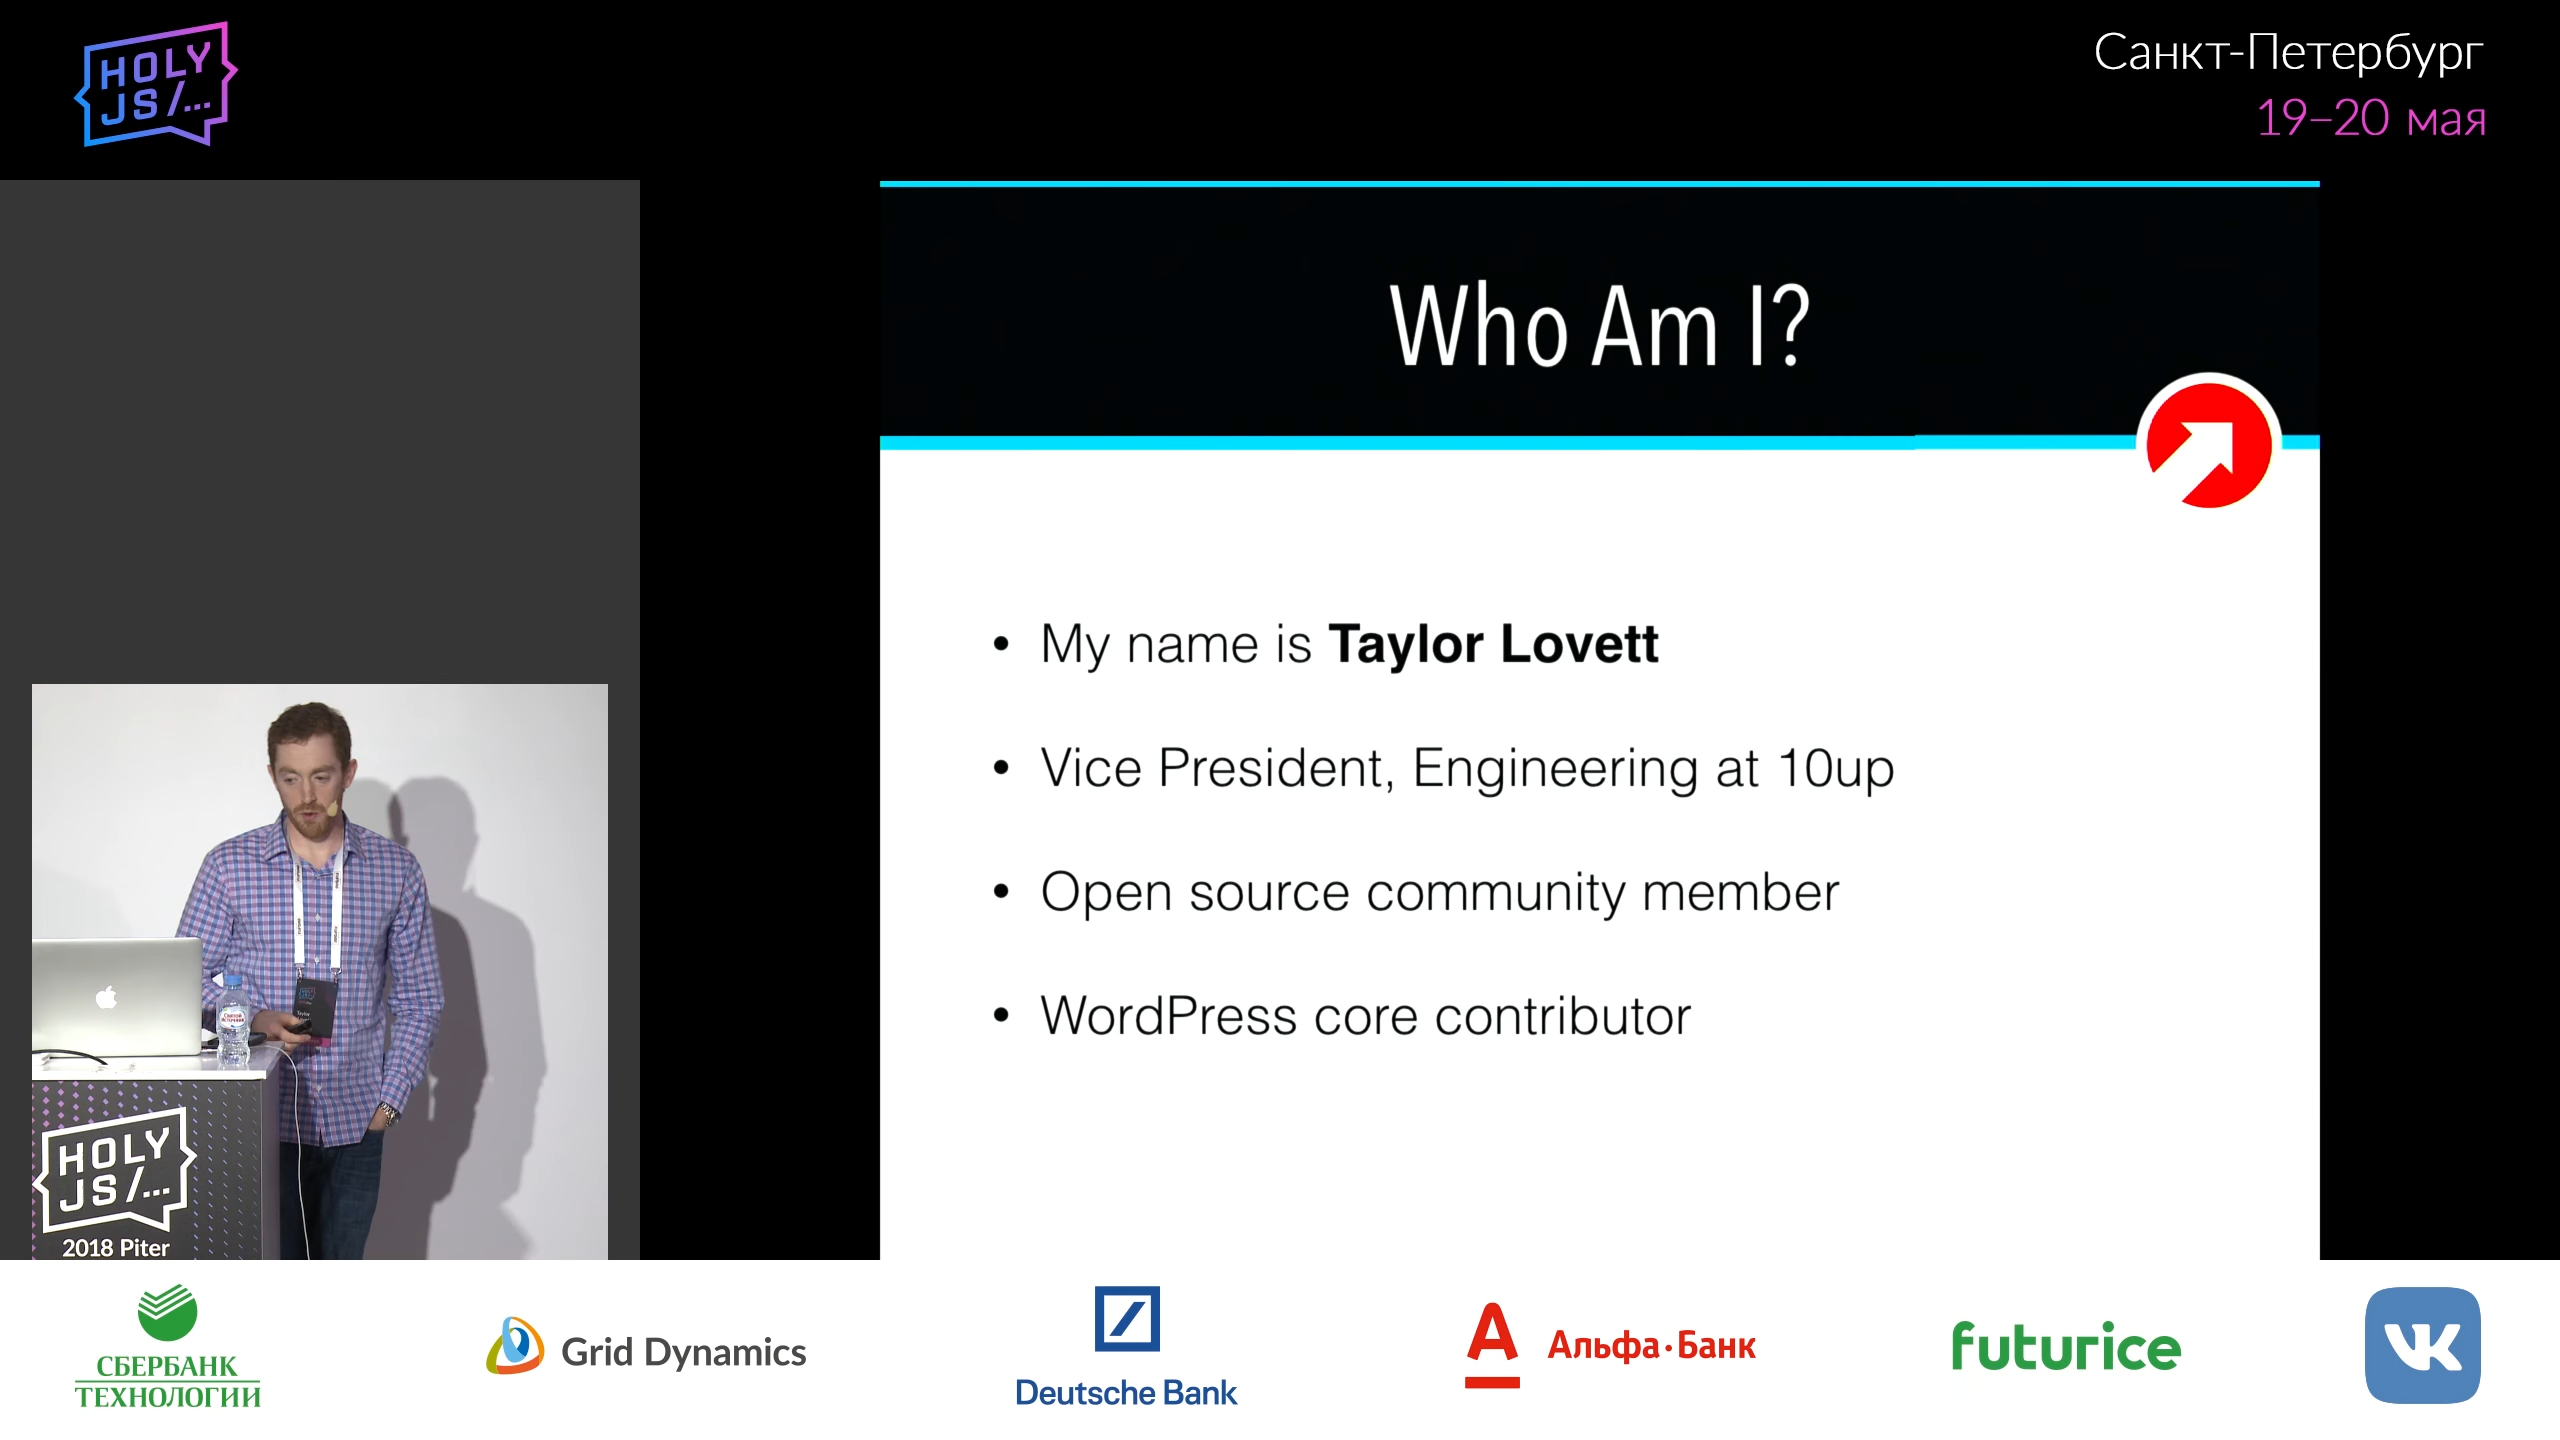 HOLY
JS/...
Санкт-Петербург
19–20 мая
Who Am I?
• My name is Taylor Lovett
• Vice President, Engineering at 10up
• Open source community member
• WordPress core contributor
Taylor
HOLY
JS/...
2018 Piter
СБЕРБАНК
ТЕХНОЛОГИИ
Grid Dynamics
Deutsche Bank
Альфа·Банк
futurice